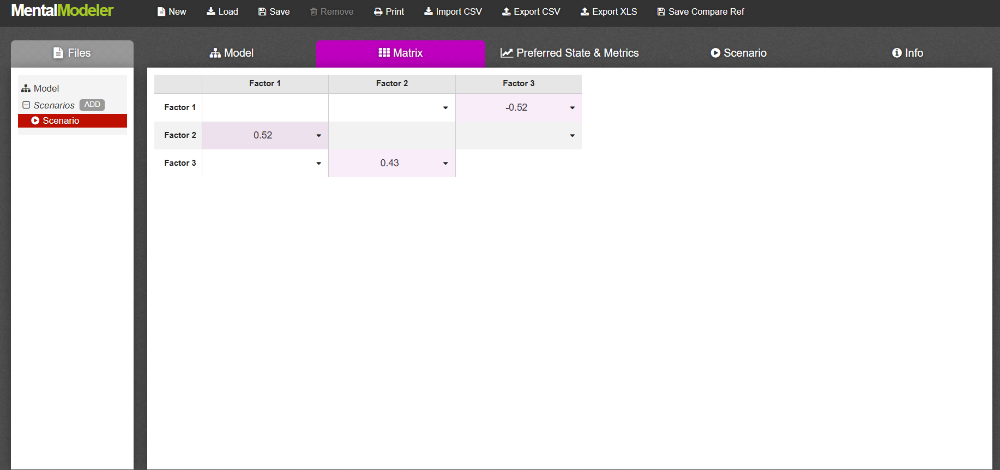 MentalModeler New Load Save Remove Print Import CSV Export CSV Export XLS Save Compare Ref
Files Model Matrix Preferred State & Metrics Scenario Info
Model
Scenarios ADD
Scenario
Factor 1 Factor 2 Factor 3
Factor 1 -0.52
Factor 2 0.52
Factor 3 0.43